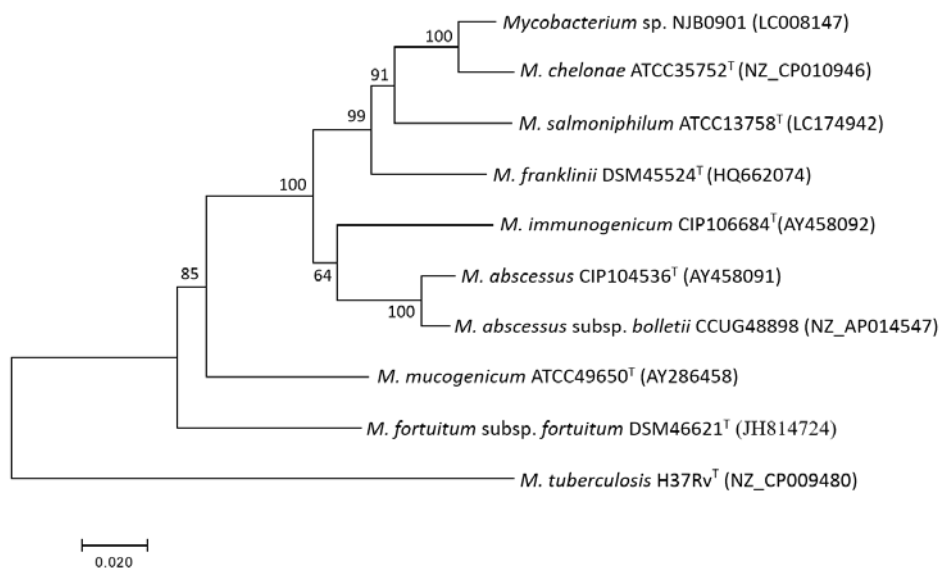 Mycobacterium sp. NJB0901 (LC008147)
100
M. chelonae ATCC35752ᵀ (NZ_CP010946)
91
M. salmoniphilum ATCC13758ᵀ (LC174942)
99
M. franklinii DSM45524ᵀ (HQ662074)
100
M. immunogenicum CIP106684ᵀ (AY458092)
64
M. abscessus CIP104536ᵀ (AY458091)
85
100
M. abscessus subsp. bolletii CCUG48898 (NZ_AP014547)
M. mucogenicum ATCC49650ᵀ (AY286458)
M. fortuitum subsp. fortuitum DSM46621ᵀ (JH814724)
M. tuberculosis H37Rvᵀ (NZ_CP009480)
0.020